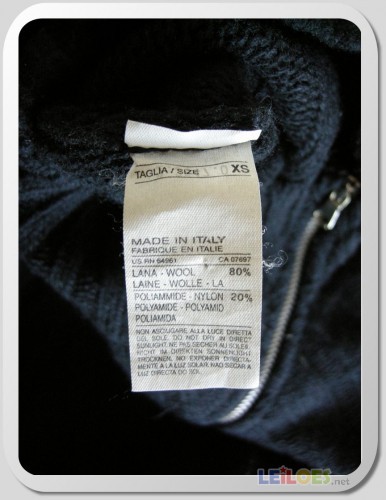 TAGLIA / SIZE XS
MADE IN ITALY
FABRIQUE EN ITALIE
US RN 64961 CA 07697
LANA - WOOL 80%
LAINE - WOLLE - LA
POLIAMMIDE - NYLON 20%
POLYAMIDE - POLYAMID
POLIAMIDA
NON ASCIUGARE ALLA LUCE DIRETTA
DEL SOLE. DO NOT DRY IN DIRECT
SUNLIGHT. NE PAS SECHER AU SOLEIL.
NICHT IM DIREKTEN SONNENLICHT
TROCKNEN. NO EXPONER DIRECTA-
MENTE A LA LUZ SOLAR. NÃO SECAR A
LUZ DIRECTA DO SOL.
LEILOES.net